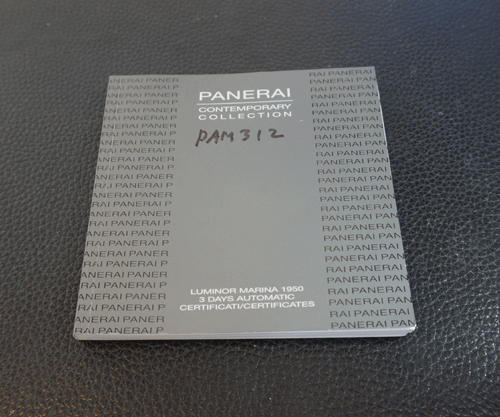 PANERAI
CONTEMPORARY
COLLECTION
PAM312
LUMINOR MARINA 1950
3 DAYS AUTOMATIC
CERTIFICATI/CERTIFICATES